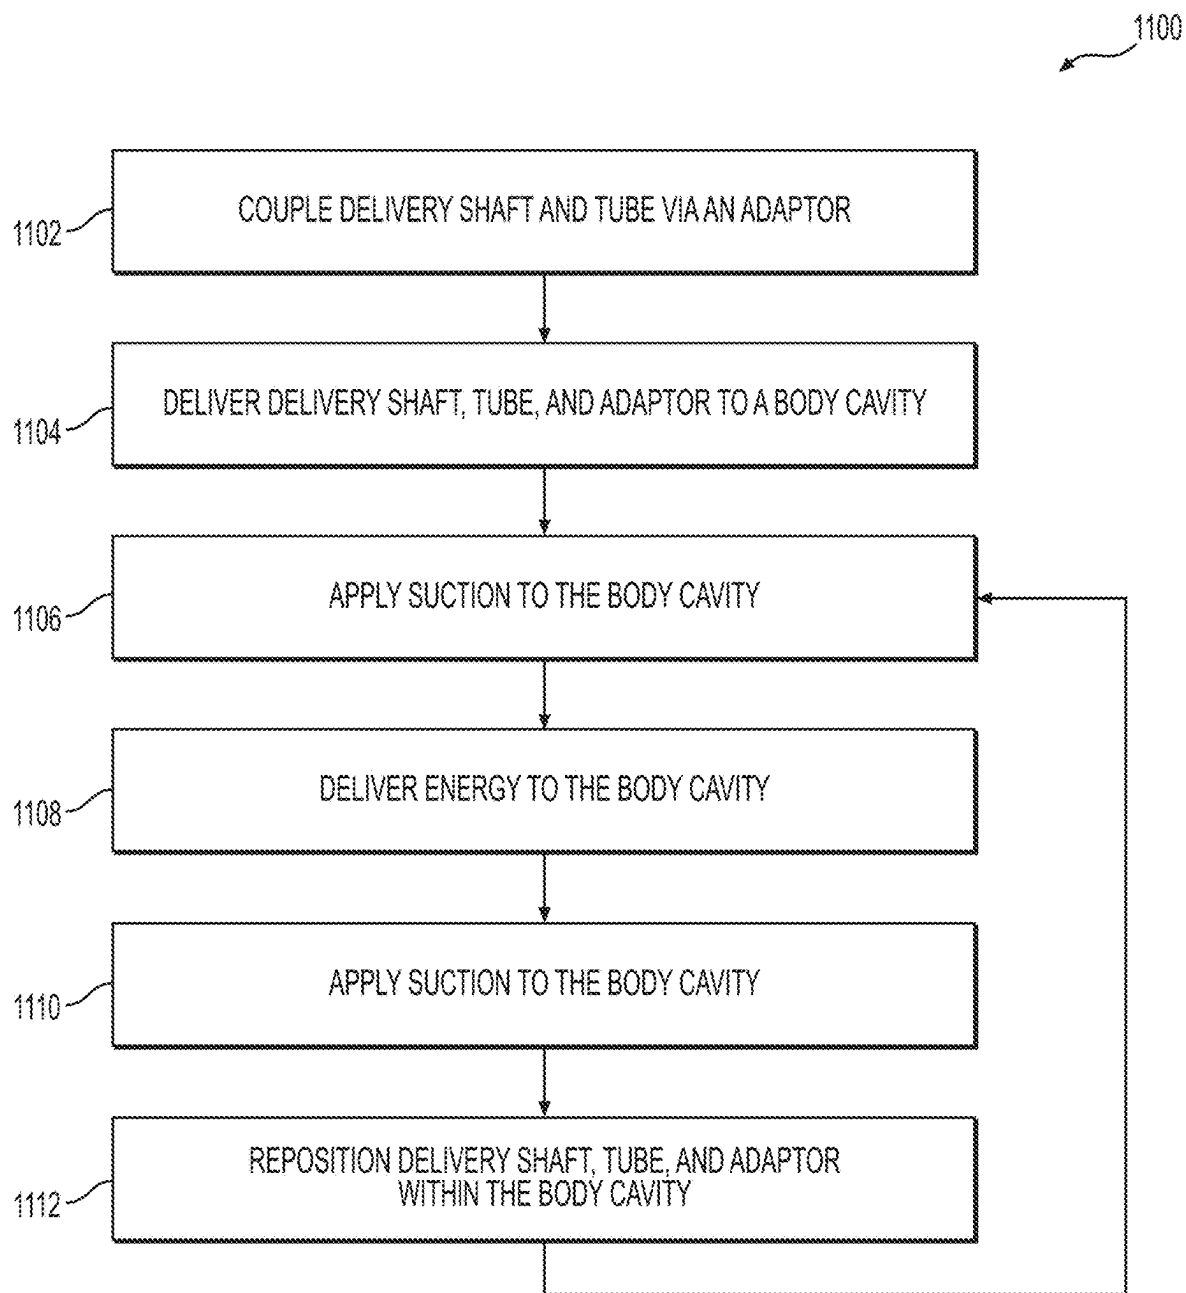 1100
1102
COUPLE DELIVERY SHAFT AND TUBE VIA AN ADAPTOR
1104
DELIVER DELIVERY SHAFT, TUBE, AND ADAPTOR TO A BODY CAVITY
1106
APPLY SUCTION TO THE BODY CAVITY
1108
DELIVER ENERGY TO THE BODY CAVITY
1110
APPLY SUCTION TO THE BODY CAVITY
1112
REPOSITION DELIVERY SHAFT, TUBE, AND ADAPTOR
WITHIN THE BODY CAVITY